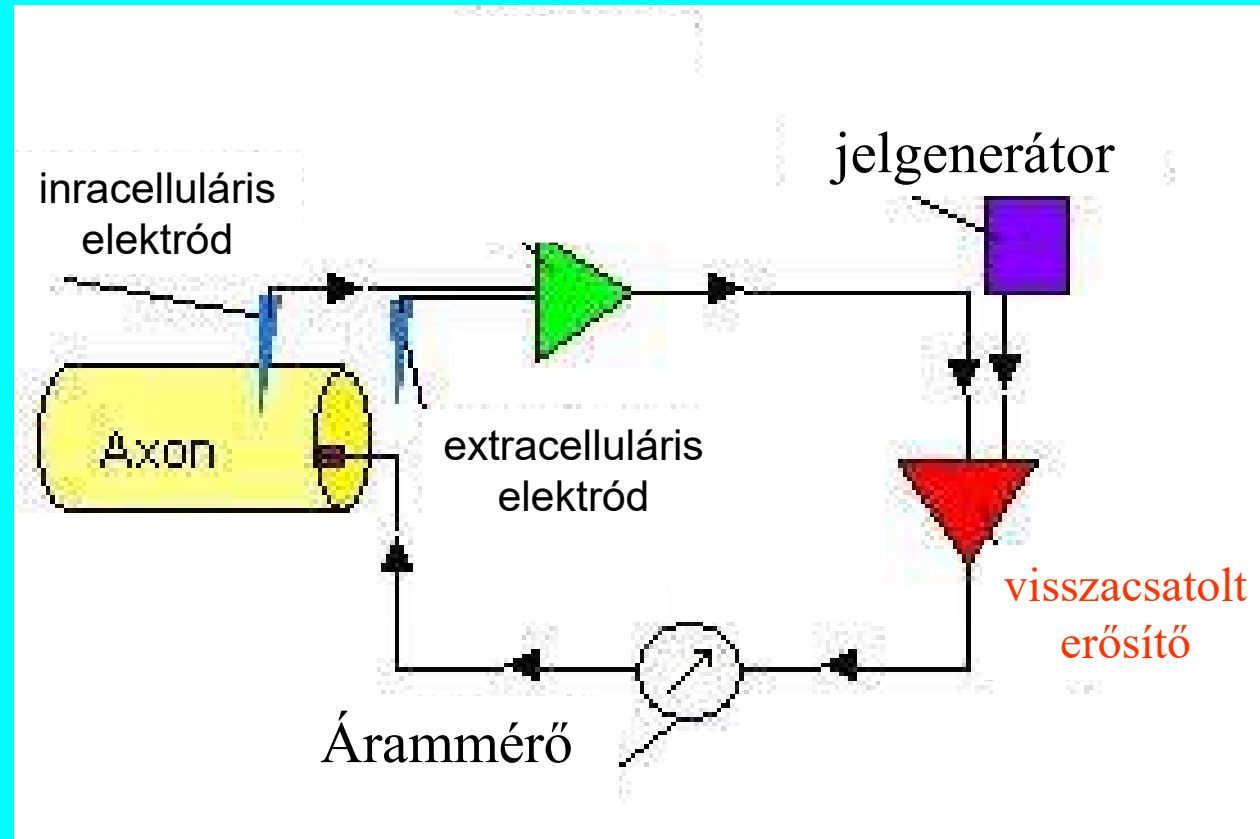 jelgenerátor
inracelluláris
elektród
Axon
extracelluláris
elektród
visszacsatolt
erősítő
Árammérő